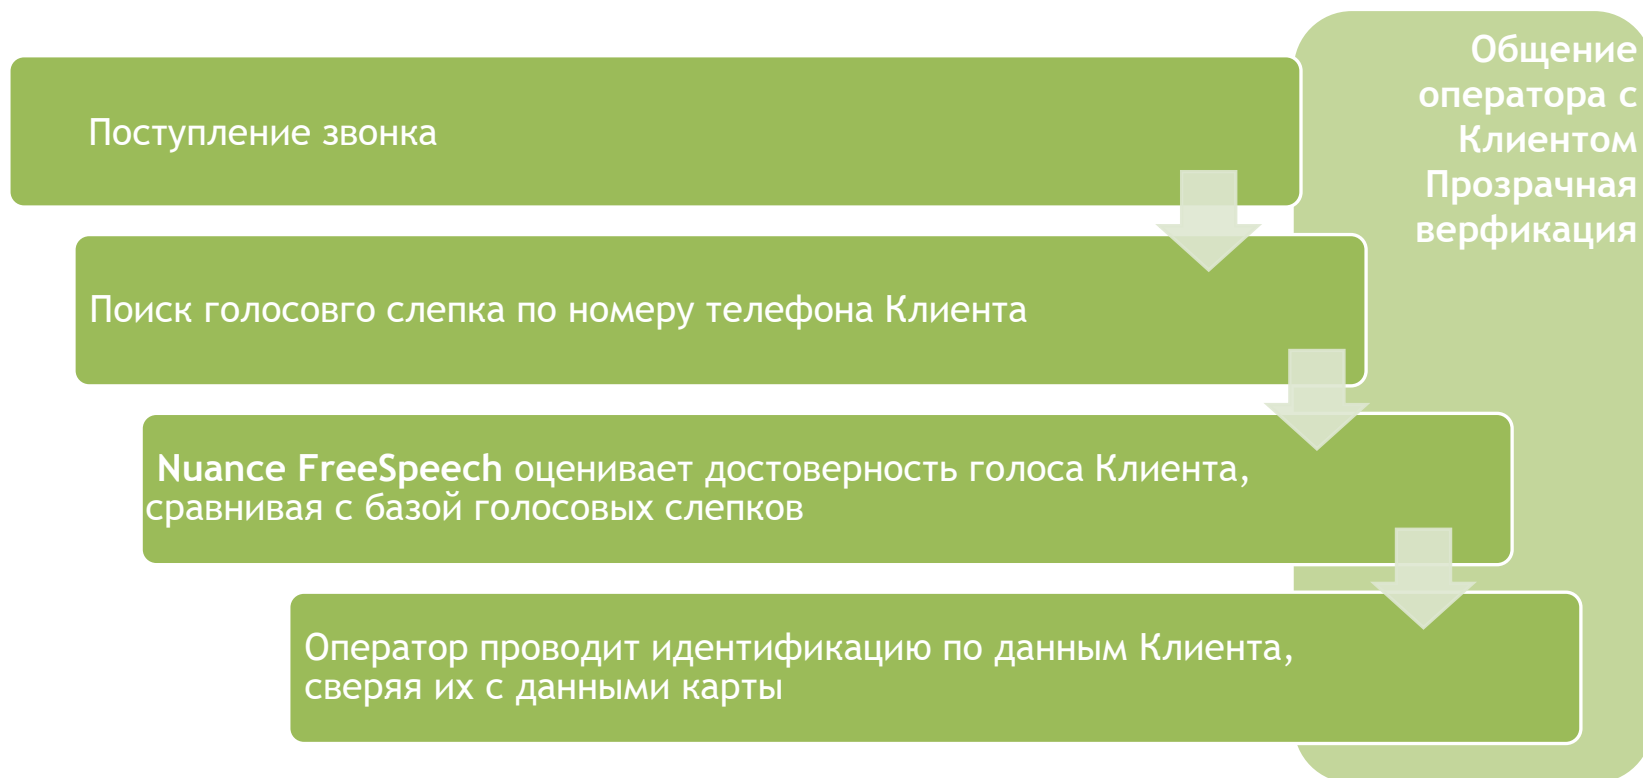 Поступление звонка
Поиск голосовго слепка по номеру телефона Клиента
Nuance FreeSpeech оценивает достоверность голоса Клиента,
сравнивая с базой голосовых слепков
Оператор проводит идентификацию по данным Клиента,
сверяя их с данными карты
Общение
оператора с
Клиентом
Прозрачная
верфикация